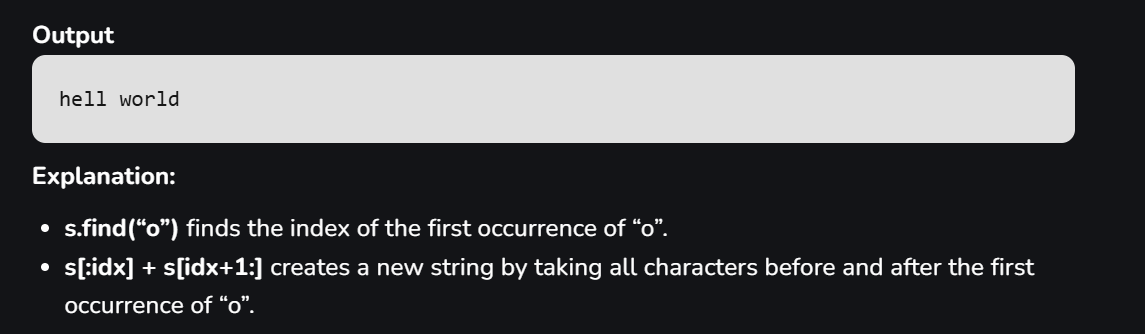 Output
hell world
Explanation:
• s.find(“o”) finds the index of the first occurrence of “o”.
• s[:idx] + s[idx+1:] creates a new string by taking all characters before and after the first
occurrence of “o”.